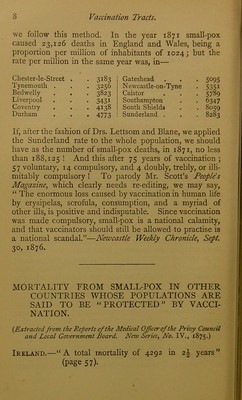 8 Vaccination Tracts.
we follow this method. In the year 1871 small-pox
caused 23,126 deaths in England and Wales, being a
proportion per million of inhabitants of 1024; but the
rate per million in the same year was, in—
Chester-le-Street . . 3183
Tynemouth . . 3256
Bedwelly . . 3823
Liverpool . . 3431
Coventry . . 4138
Durham . . 4773
Gateshead . . 5095
Newcastle-on-Tyne . 5351
Caistor . . 5789
Southampton . . 6347
South Shields . . 8059
Sunderland . . 8283
If, after the fashion of Drs. Lettsom and Blane, we applied
the Sunderland rate to the whole population, we should
have as the number of small-pox deaths, in 1871, no less
than 188,125! And this after 75 years of vaccination;
57 voluntary, 14 compulsory, and 4 doubly, trebly, or illi-
mitably compulsory! To parody Mr. Scott's People's
Magazine, which clearly needs re-editing, we may say,
"The enormous loss caused by vaccination in human life
by erysipelas, scrofula, consumption, and a myriad of
other ills, is positive and indisputable. Since vaccination
was made compulsory, small-pox is a national calamity,
and that vaccinators should still be allowed to practise is
a national scandal."—Newcastle Weekly Chronicle, Sept.
30, 1876.
MORTALITY FROM SMALL-POX IN OTHER
COUNTRIES WHOSE POPULATIONS ARE
SAID TO BE "PROTECTED" BY VACCI-
NATION.
(Extracted from the Reports of the Medical Officer of the Privy Council
and Local Government Board. New Series, No. IV., 1875.)
IRELAND.—"A total mortality of 4292 in 2½ years"
(page 57).